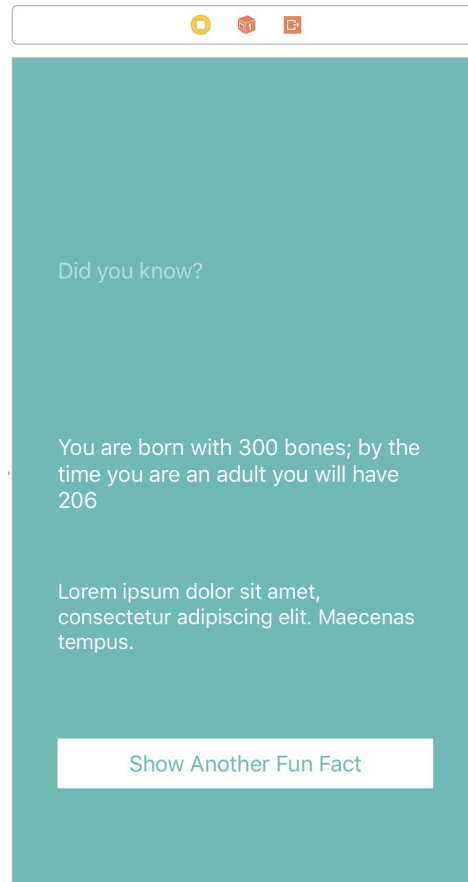 Did you know?
You are born with 300 bones; by the
time you are an adult you will have
206
Lorem ipsum dolor sit amet,
consectetur adipiscing elit. Maecenas
tempus.
Show Another Fun Fact